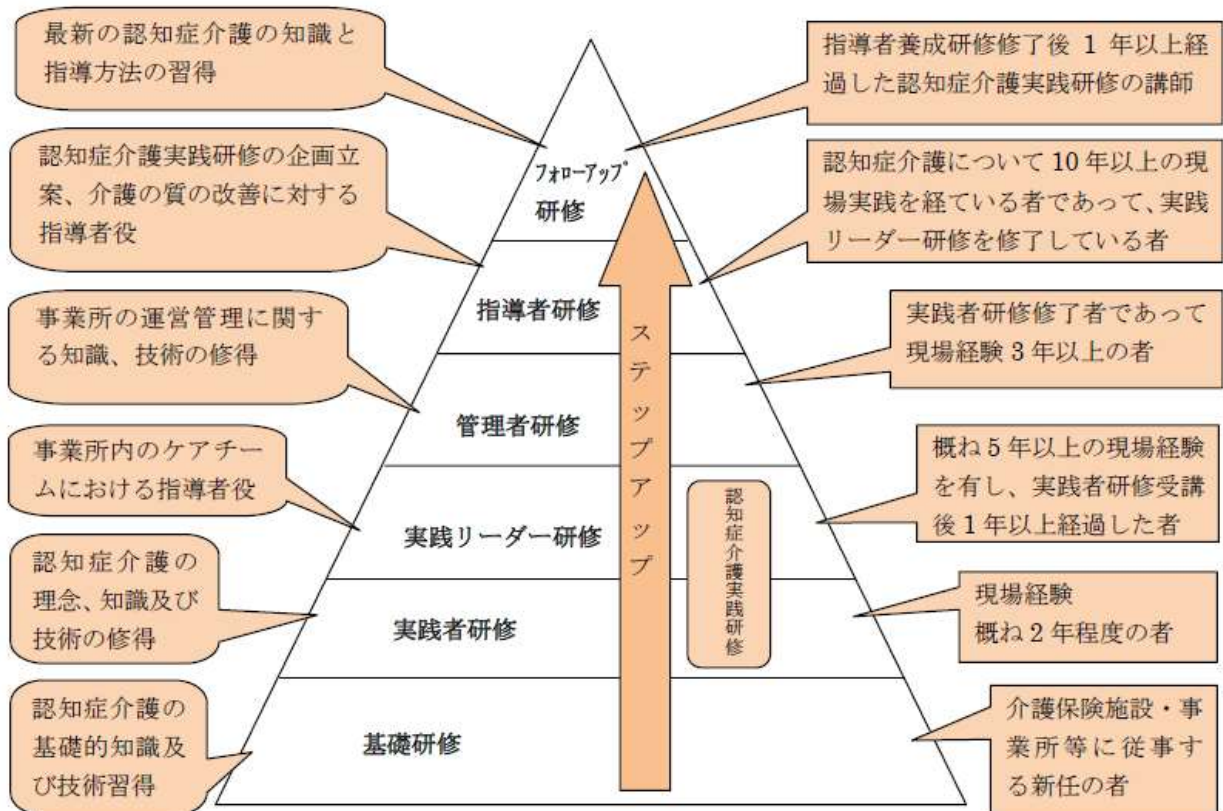 最新の認知症介護の知識と
指導方法の習得
指導者養成研修修了後 1 年以上経
過した認知症介護実践研修の講師
フォローアップ
研修
認知症介護実践研修の企画立
案、介護の質の改善に対する
指導者役
認知症介護について 10 年以上の現
場実践を経ている者であって、実践
リーダー研修を修了している者
指導者研修
事業所の運営管理に関す
る知識、技術の修得
実践者研修修了者であって
現場経験 3 年以上の者
管理者研修
事業所内のケアチー
ムにおける指導者役
概ね 5 年以上の現場経験
を有し、実践者研修受講
後 1 年以上経過した者
実践リーダー研修
認知症介護の
理念、知識及び
技術の修得
現場経験
概ね 2 年程度の者
実践者研修
認知症介護実践研修
ステップアップ
認知症介護の
基礎的知識及
び技術習得
介護保険施設・事
業所等に従事す
る新任の者
基礎研修